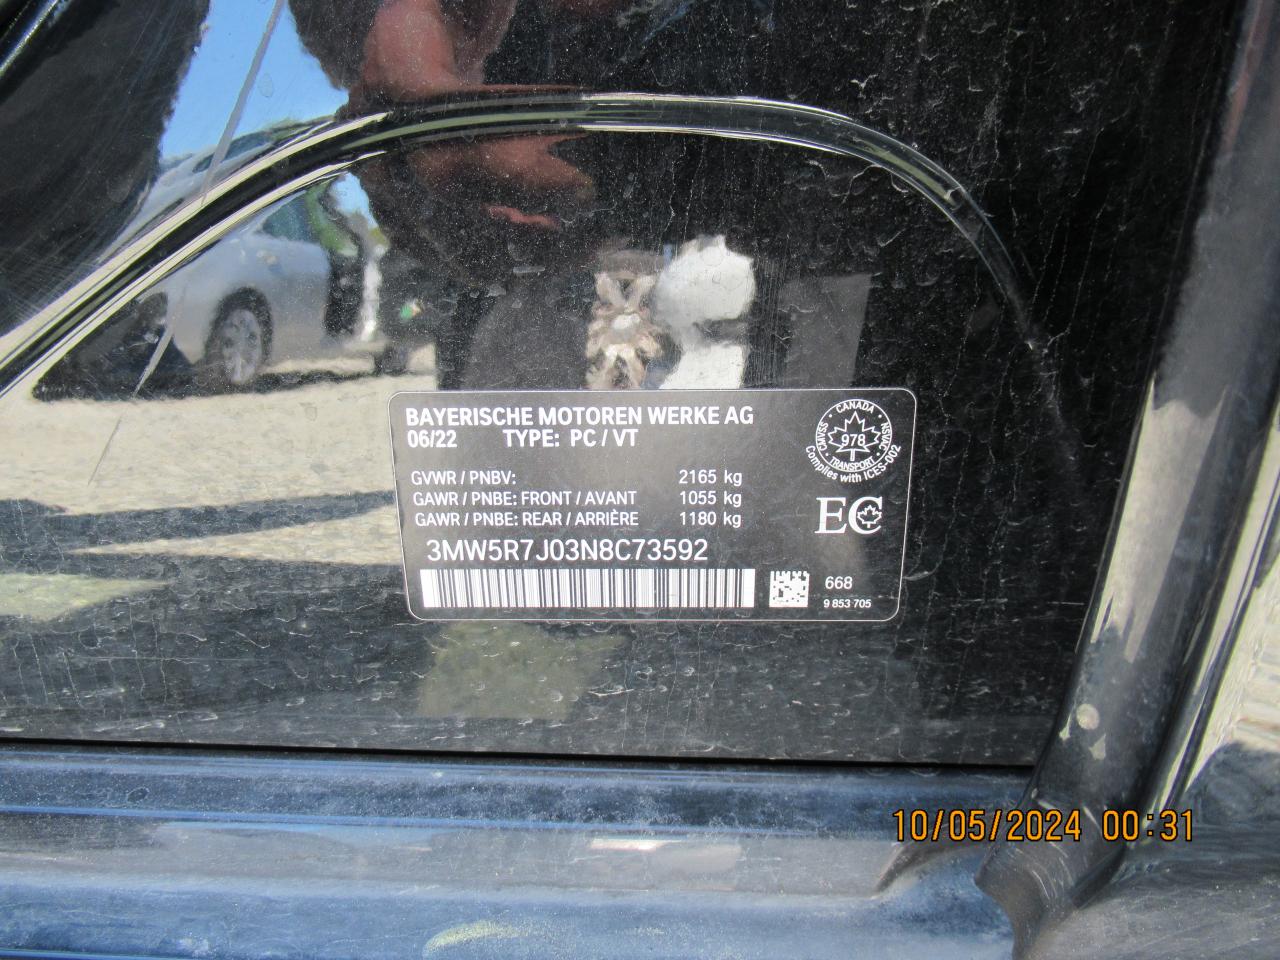 BAYERISCHE MOTOREN WERKE AG
06/22 TYPE: PC / VT
GVWR / PNBV: 2165 kg
GAWR / PNBE: FRONT / AVANT 1055 kg
GAWR / PNBE: REAR / ARRIÈRE 1180 kg
3MW5R7J03N8C73592
CANADA
CMVSS
978
NSVAC
TRANSPORT
Complies with ICES-002
EC
668
9 853 705
10/05/2024 00:31